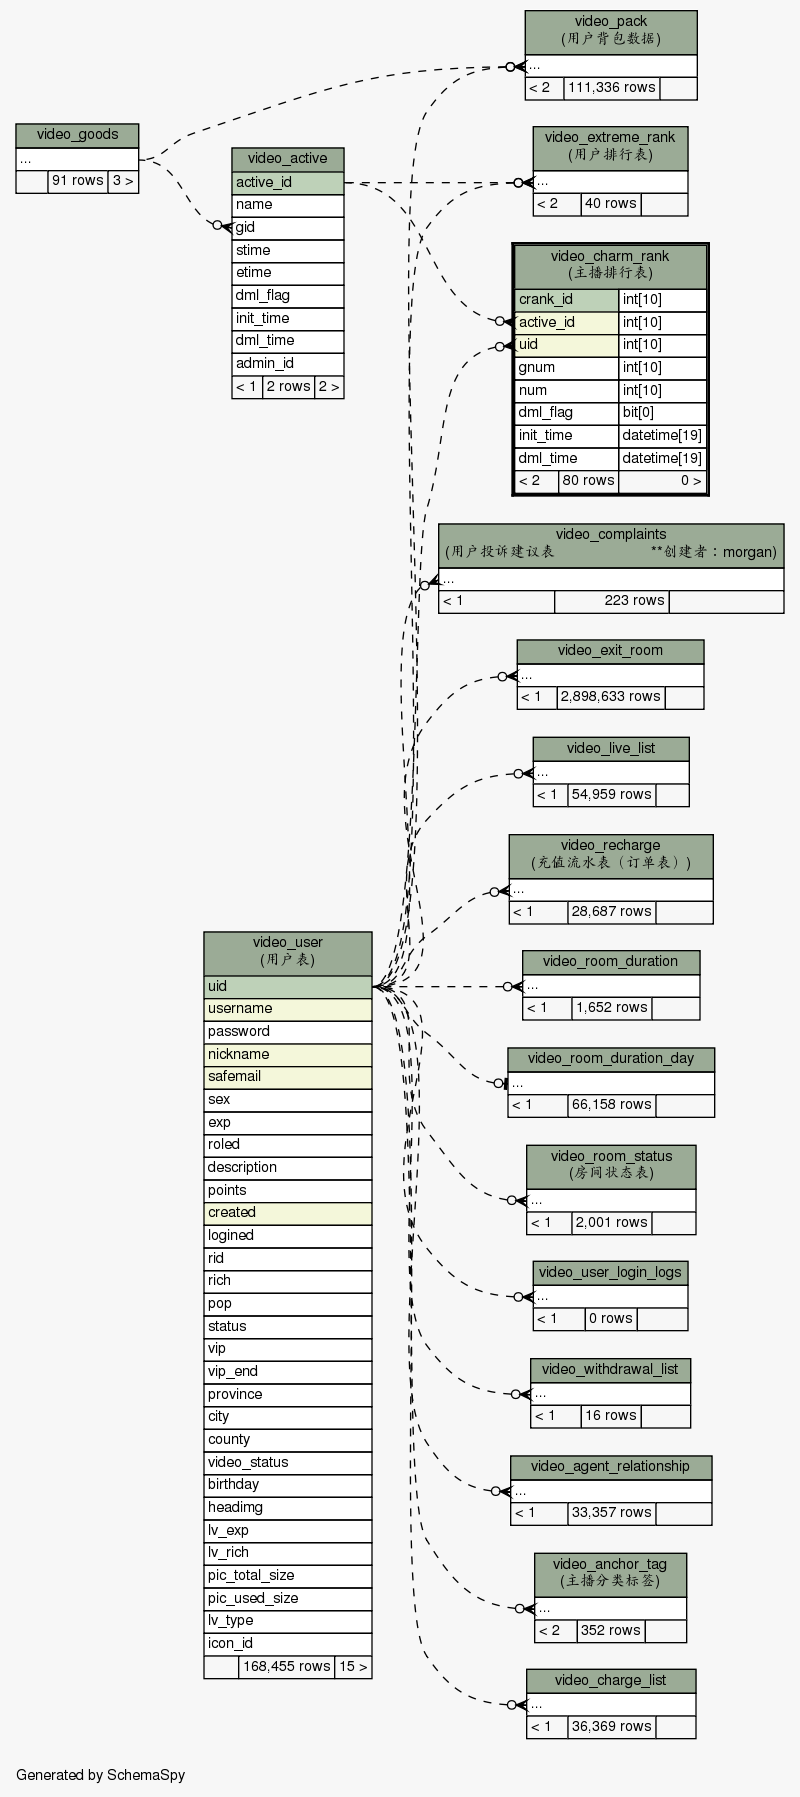 video_pack
(用户背包数据)
...
< 2 111,336 rows
video_goods
...
91 rows 3 >
video_active
active_id
name
gid
stime
etime
dml_flag
init_time
dml_time
admin_id
< 1 2 rows 2 >
video_extreme_rank
(用户排行表)
...
< 2 40 rows
video_charm_rank
(主播排行表)
crank_id int[10]
active_id int[10]
uid int[10]
gnum int[10]
num int[10]
dml_flag bit[0]
init_time datetime[19]
dml_time datetime[19]
< 2 80 rows 0 >
video_complaints
(用户投诉建议表 **创建者：morgan)
...
< 1 223 rows
video_exit_room
...
< 1 2,898,633 rows
video_live_list
...
< 1 54,959 rows
video_recharge
(充值流水表（订单表）)
...
< 1 28,687 rows
video_user
(用户表)
uid
username
password
nickname
safemail
sex
exp
roled
description
points
created
logined
rid
rich
pop
status
vip
vip_end
province
city
county
video_status
birthday
headimg
lv_exp
lv_rich
pic_total_size
pic_used_size
lv_type
icon_id
168,455 rows 15 >
video_room_duration
...
< 1 1,652 rows
video_room_duration_day
...
< 1 66,158 rows
video_room_status
(房间状态表)
...
< 1 2,001 rows
video_user_login_logs
...
< 1 0 rows
video_withdrawal_list
...
< 1 16 rows
video_agent_relationship
...
< 1 33,357 rows
video_anchor_tag
(主播分类标签)
...
< 2 352 rows
video_charge_list
...
< 1 36,369 rows
Generated by SchemaSpy